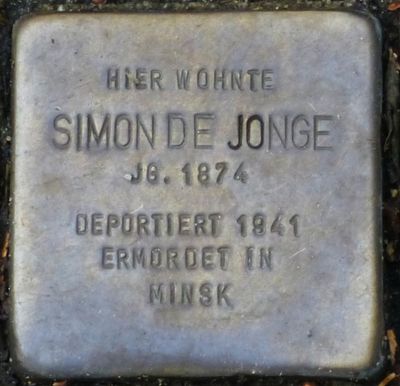 HIER WOHNTE
SIMON DE JONGE
JG. 1874
DEPORTIERT 1941
ERMORDET IN
MINSK